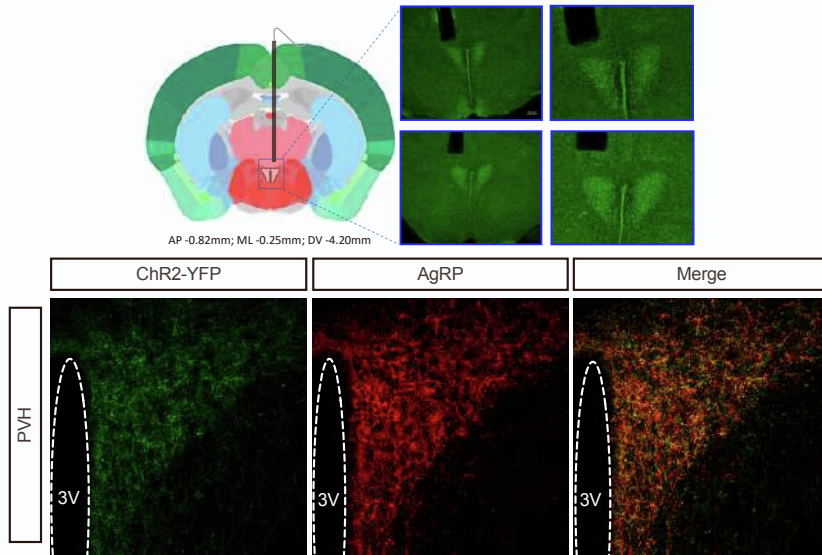 AP -0.82mm; ML -0.25mm; DV -4.20mm
ChR2-YFP
AgRP
Merge
PVH
3V
3V
3V